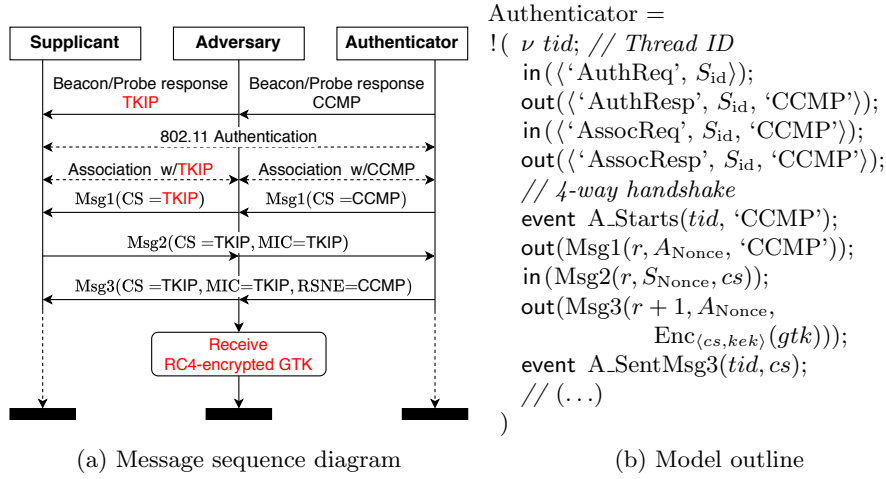 Supplicant Adversary Authenticator
Beacon/Probe response Beacon/Probe response
TKIP CCMP
802.11 Authentication
Association w/TKIP Association w/CCMP
Msg1(CS =TKIP) Msg1(CS =CCMP)
Msg2(CS =TKIP, MIC=TKIP)
Msg3(CS =TKIP, MIC=TKIP, RSNE=CCMP)
Receive
RC4-encrypted GTK
(a) Message sequence diagram
Authenticator =
!( ν tid; // Thread ID
in(⟨‘AuthReq’, S_id⟩);
out(⟨‘AuthResp’, S_id, ‘CCMP’⟩);
in(⟨‘AssocReq’, S_id, ‘CCMP’⟩);
out(⟨‘AssocResp’, S_id, ‘CCMP’⟩);
// 4-way handshake
event A_Starts(tid, ‘CCMP’);
out(Msg1(r, A_Nonce, ‘CCMP’));
in(Msg2(r, S_Nonce, cs));
out(Msg3(r + 1, A_Nonce,
Enc_⟨cs,kek⟩(gtk)));
event A_SentMsg3(tid, cs);
// (...)
)
(b) Model outline